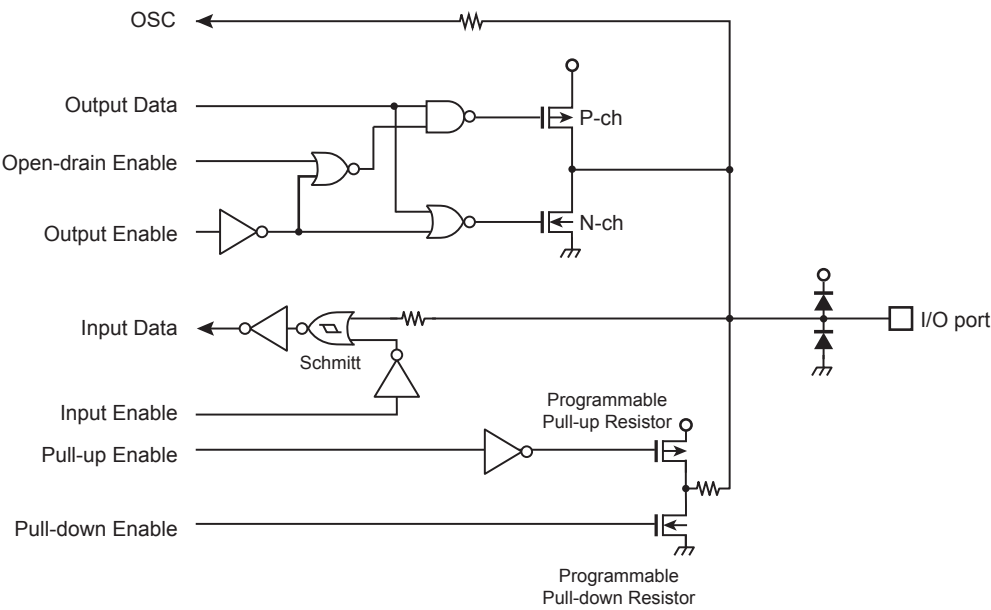 OSC
Output Data
P-ch
Open-drain Enable
Output Enable
N-ch
Input Data
Schmitt
I/O port
Input Enable
Programmable
Pull-up Resistor
Pull-up Enable
Pull-down Enable
Programmable
Pull-down Resistor